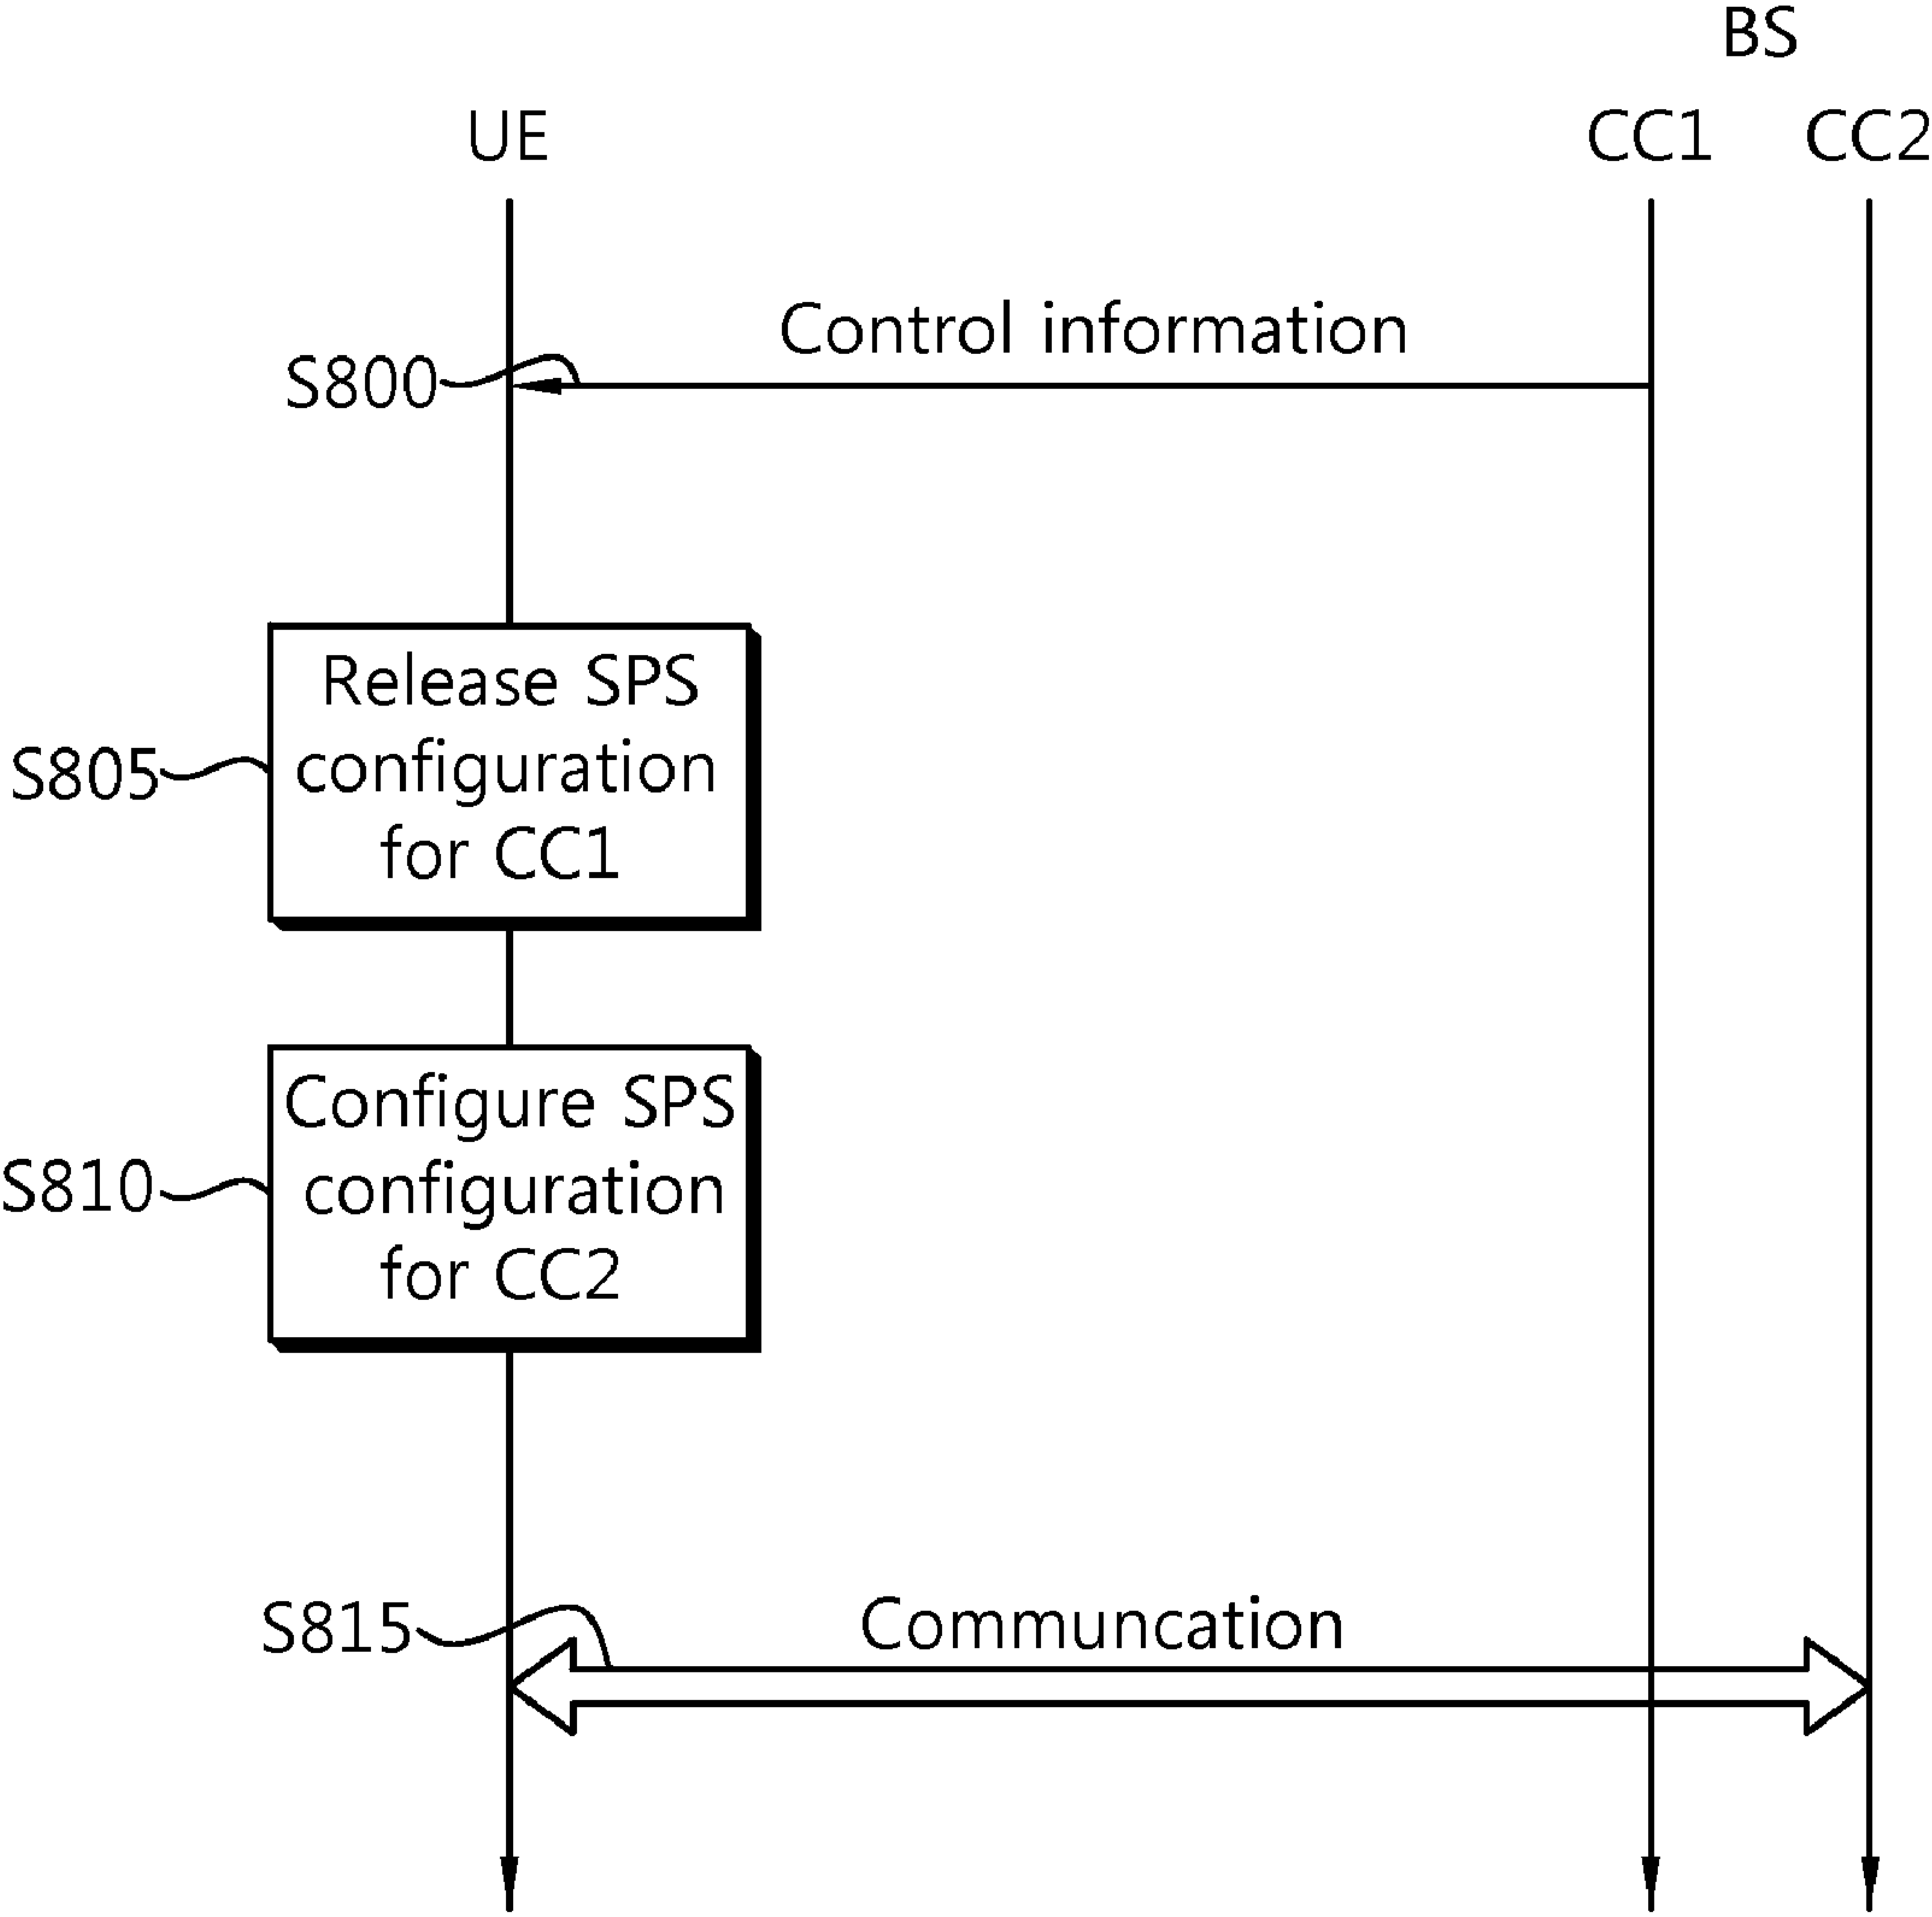 BS
UE
CC1
CC2
Control information
S800
Release SPS
configuration
for CC1
S805
Configure SPS
configuration
for CC2
S810
Communcation
S815